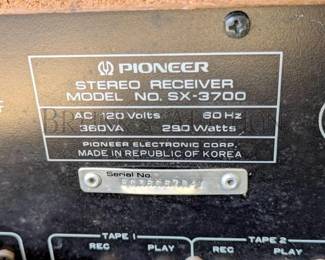 PIONEER
STEREO RECEIVER
MODEL NO. SX-3700
AC 120 Volts 60 Hz
360VA 290 Watts
PIONEER ELECTRONIC CORP.
MADE IN REPUBLIC OF KOREA
Serial No.
TAPE 1 TAPE 2
REC PLAY REC PLAY